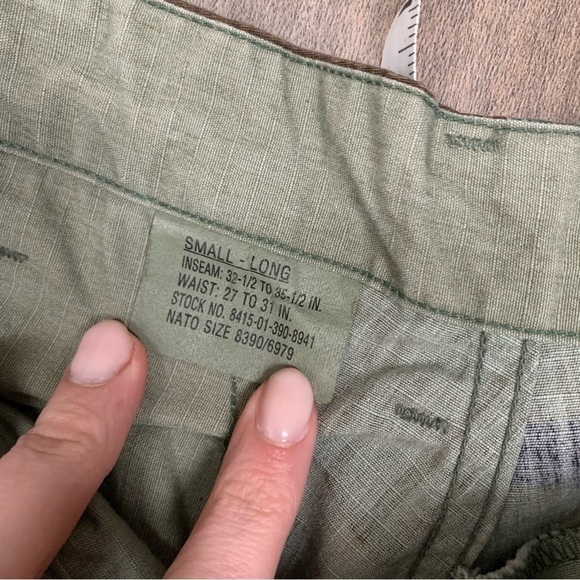 SMALL - LONG
INSEAM: 32-1/2 TO 35-1/2 IN.
WAIST: 27 TO 31 IN.
STOCK NO. 8415-01-390-8941
NATO SIZE 8390/6979